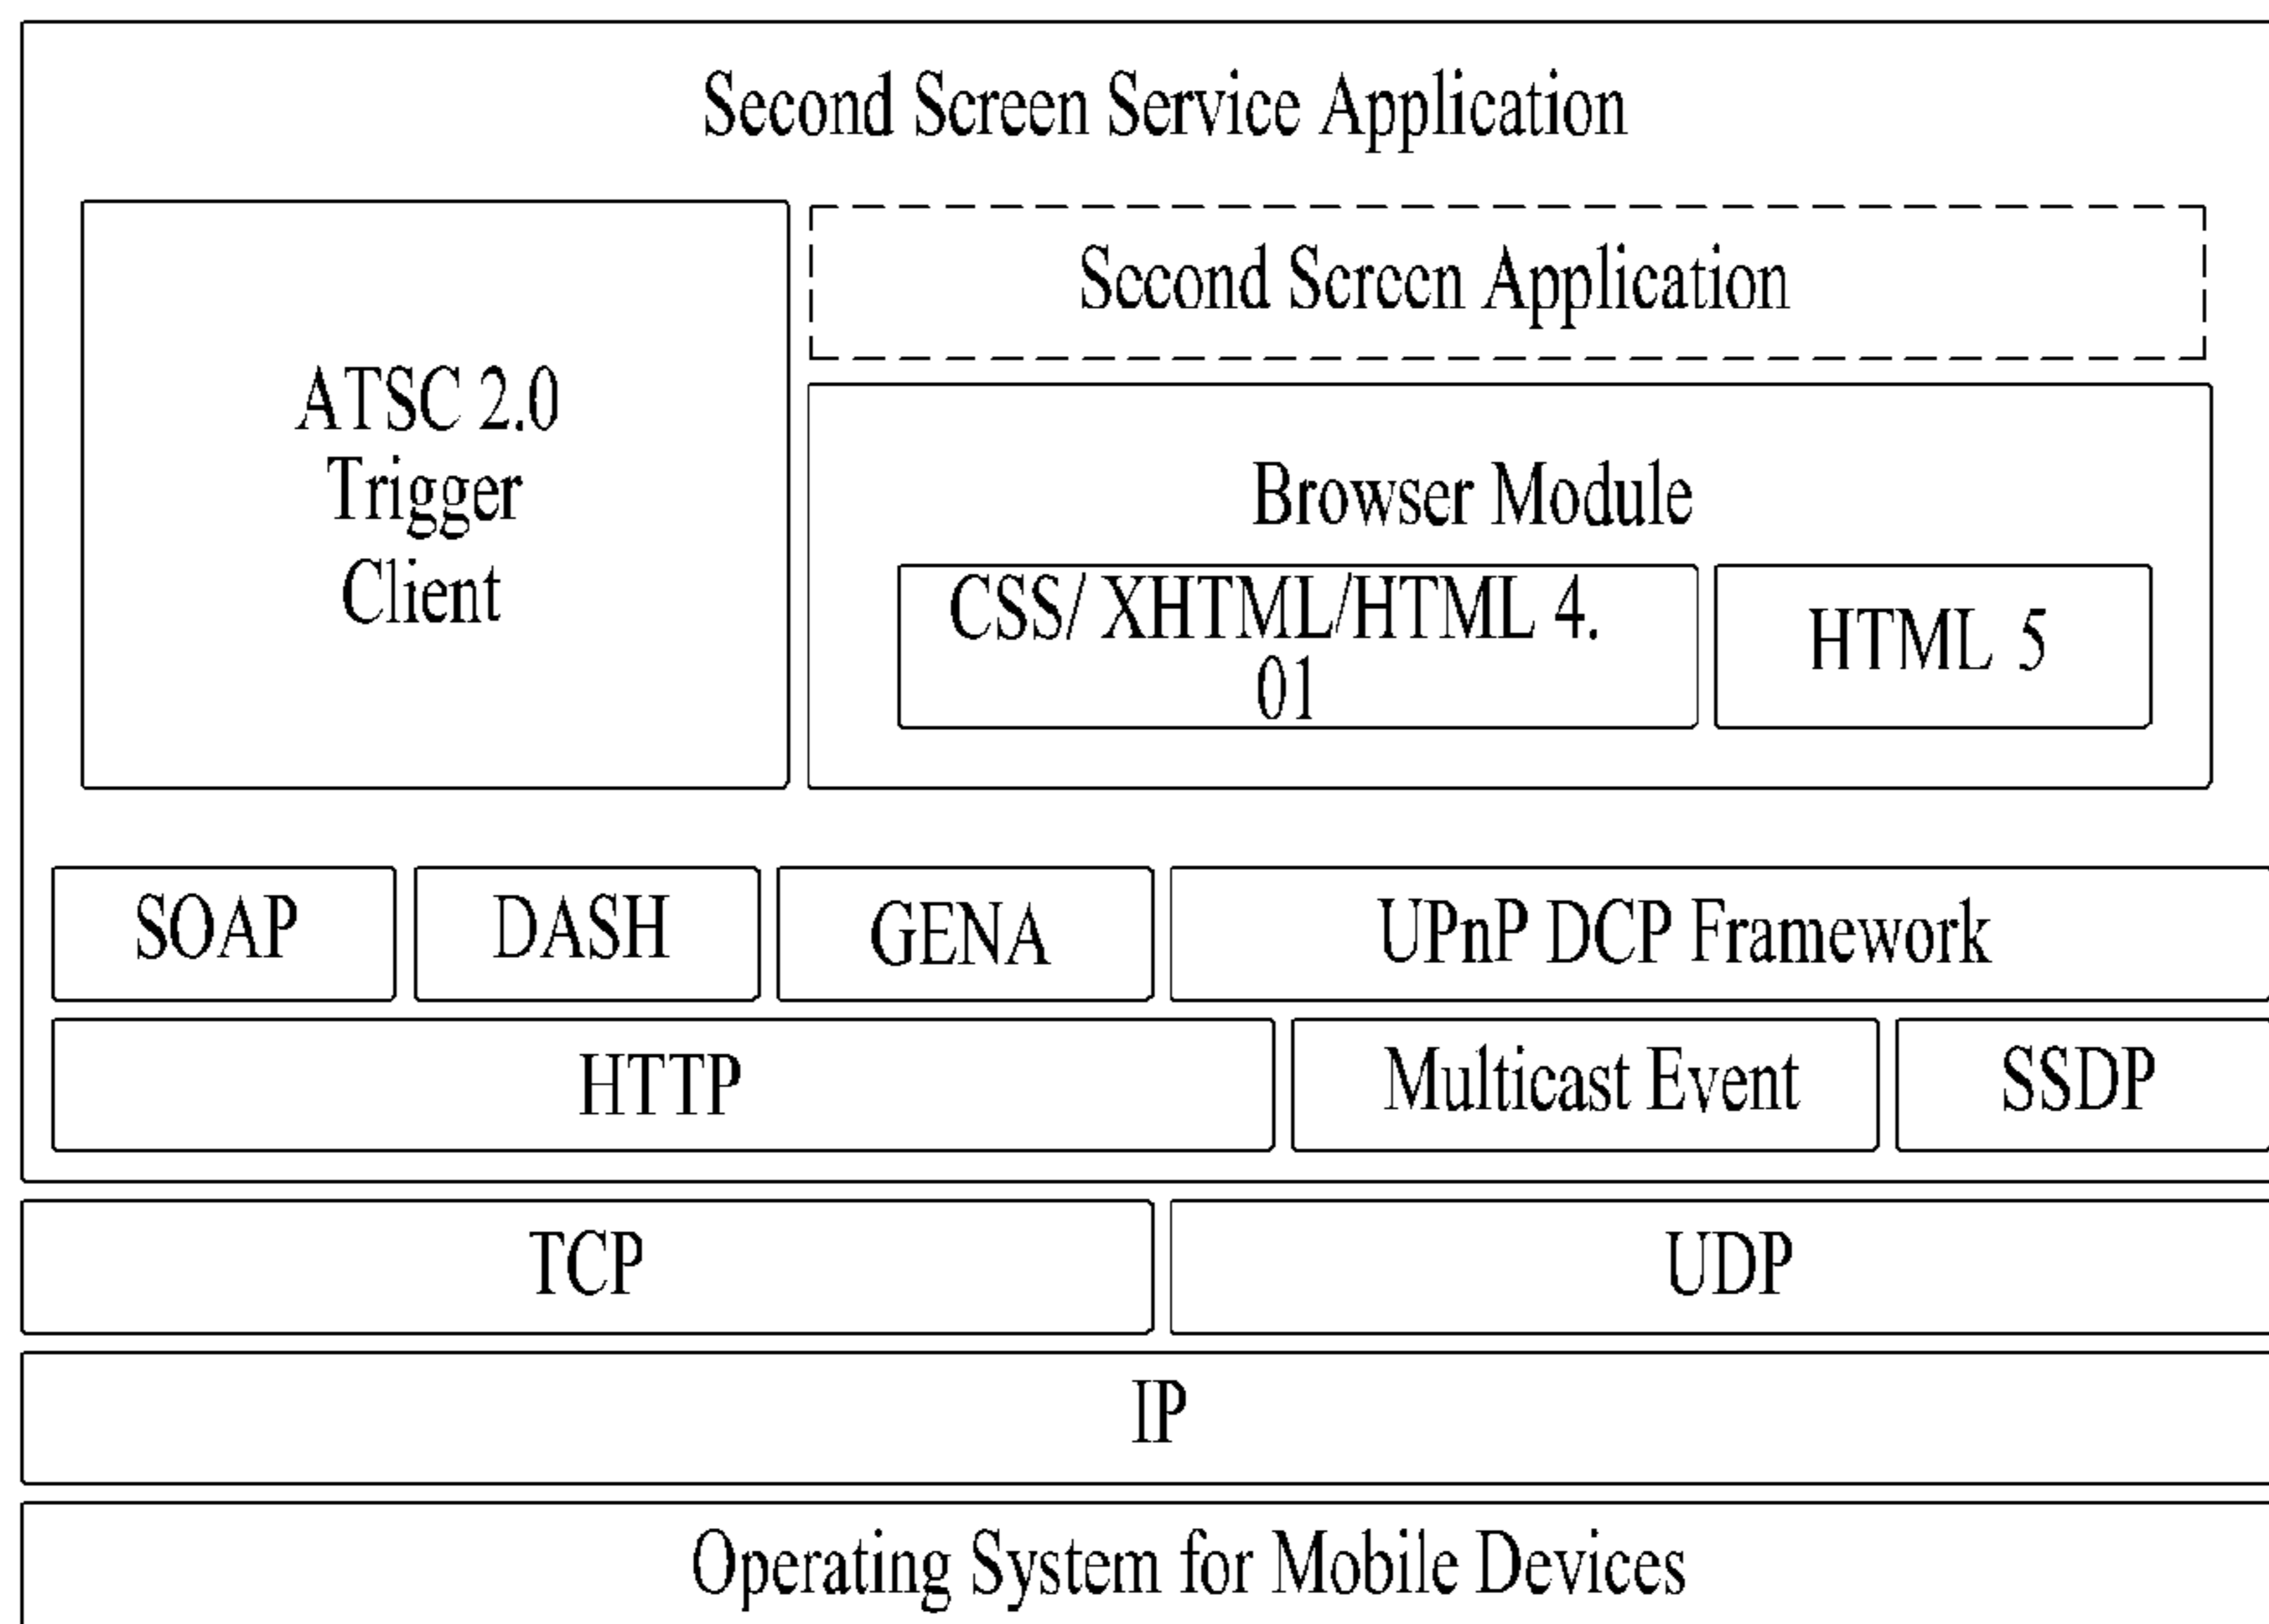 Second Screen Service Application
Second Screen Application
ATSC 2.0
Trigger
Client
Browser Module
CSS/ XHTML/HTML 4.
01
HTML 5
SOAP
DASH
GENA
UPnP DCP Framework
HTTP
Multicast Event
SSDP
TCP
UDP
IP
Operating System for Mobile Devices